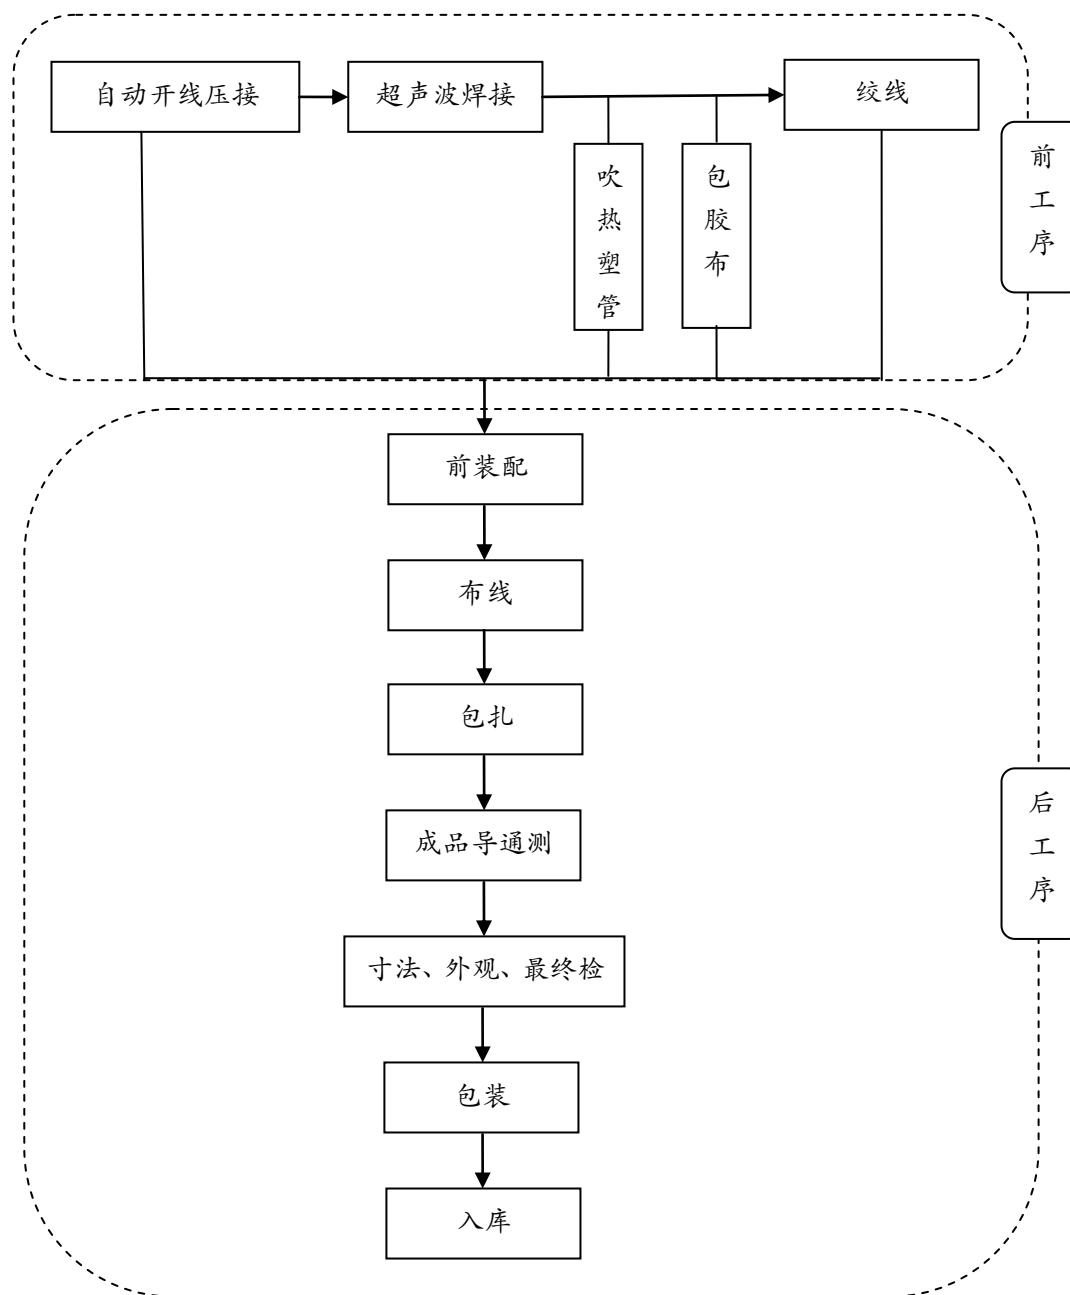 自动开线压接
超声波焊接
绞线
吹热塑管
包胶布
前工序
前装配
布线
包扎
成品导通测
寸法、外观、最终检
包装
入库
后工序